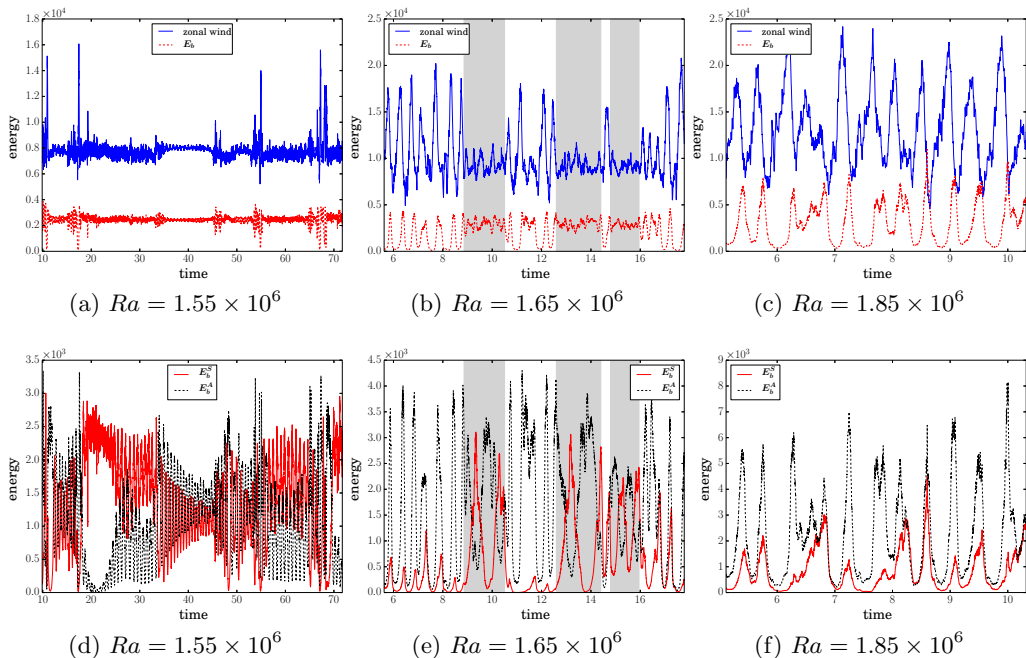 ×10⁴
1.8
1.6
1.4
1.2
1.0
0.8
0.6
0.4
0.2
0.0
energy
10 20 30 40 50 60 70
time
zonal wind
E_b
(a) Ra = 1.55 × 10⁶
×10⁴
2.5
2.0
1.5
1.0
0.5
0.0
energy
6 8 10 12 14 16
time
zonal wind
E_b
(b) Ra = 1.65 × 10⁶
×10⁴
2.5
2.0
1.5
1.0
0.5
0.0
energy
6 7 8 9 10
time
zonal wind
E_b
(c) Ra = 1.85 × 10⁶
×10³
3.5
3.0
2.5
2.0
1.5
1.0
0.5
0.0
energy
10 20 30 40 50 60 70
time
E_b^S
E_b^A
(d) Ra = 1.55 × 10⁶
×10³
4.5
4.0
3.5
3.0
2.5
2.0
1.5
1.0
0.5
0.0
energy
6 8 10 12 14 16
time
E_b^S
E_b^A
(e) Ra = 1.65 × 10⁶
×10³
9
8
7
6
5
4
3
2
1
0
energy
6 7 8 9 10
time
E_b^S
E_b^A
(f) Ra = 1.85 × 10⁶